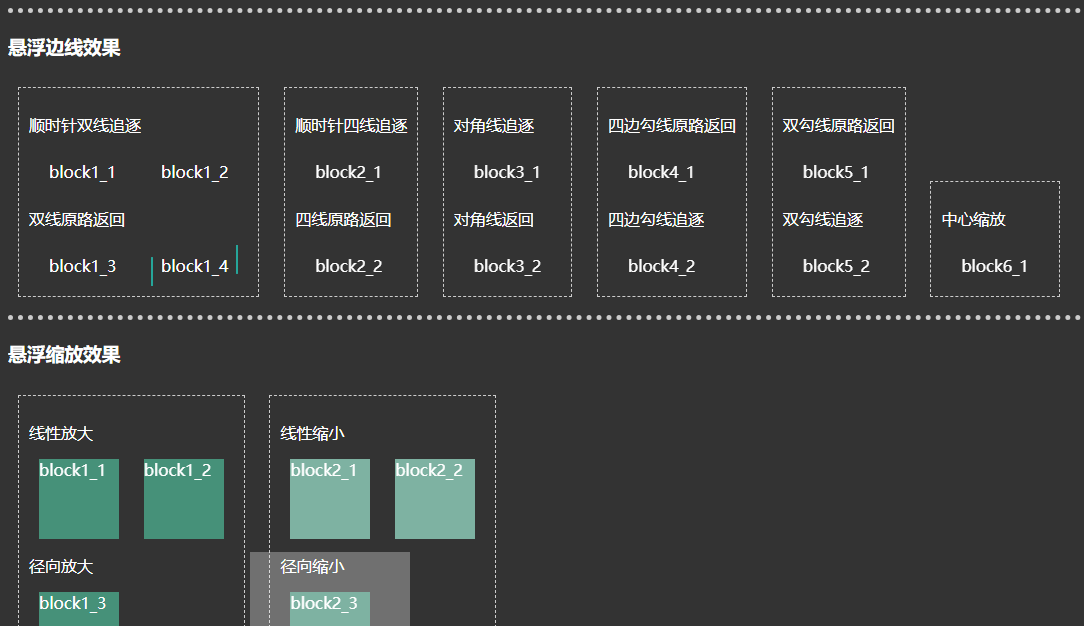 悬浮边线效果
顺时针双线追逐
block1_1 block1_2
双线原路返回
block1_3 block1_4
顺时针四线追逐
block2_1
四线原路返回
block2_2
对角线追逐
block3_1
对角线返回
block3_2
四边勾线原路返回
block4_1
四边勾线追逐
block4_2
双勾线原路返回
block5_1
双勾线追逐
block5_2
中心缩放
block6_1
悬浮缩放效果
线性放大
block1_1 block1_2
径向放大
block1_3
线性缩小
block2_1 block2_2
径向缩小
block2_3